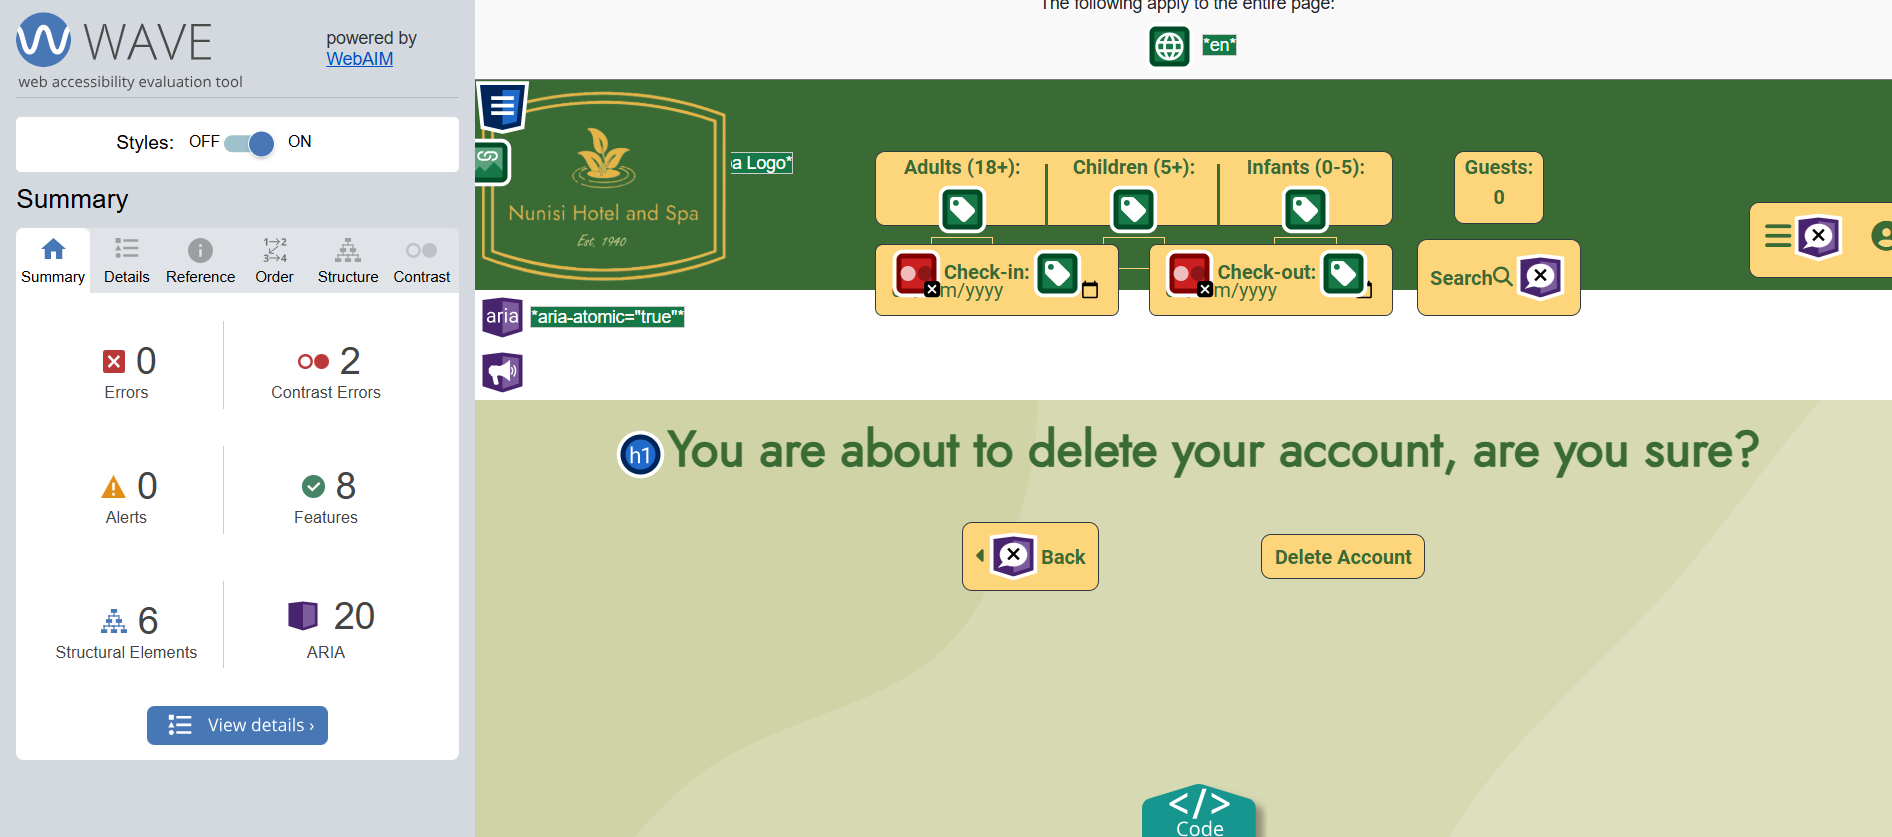 WAVE
powered by
WebAIM
web accessibility evaluation tool
Styles: OFF ON
Summary
Summary Details Reference Order Structure Contrast
0
Errors
2
Contrast Errors
0
Alerts
8
Features
6
Structural Elements
20
ARIA
View details ›
The following apply to the entire page:
*en*
Nunisi Hotel and Spa
Est. 1940
a Logo*
Adults (18+):
Children (5+):
Infants (0-5):
Guests:
0
Check-in:
m/yyyy
Check-out:
m/yyyy
Search
aria *aria-atomic="true"*
h1 You are about to delete your account, are you sure?
Back
Delete Account
</>
Code